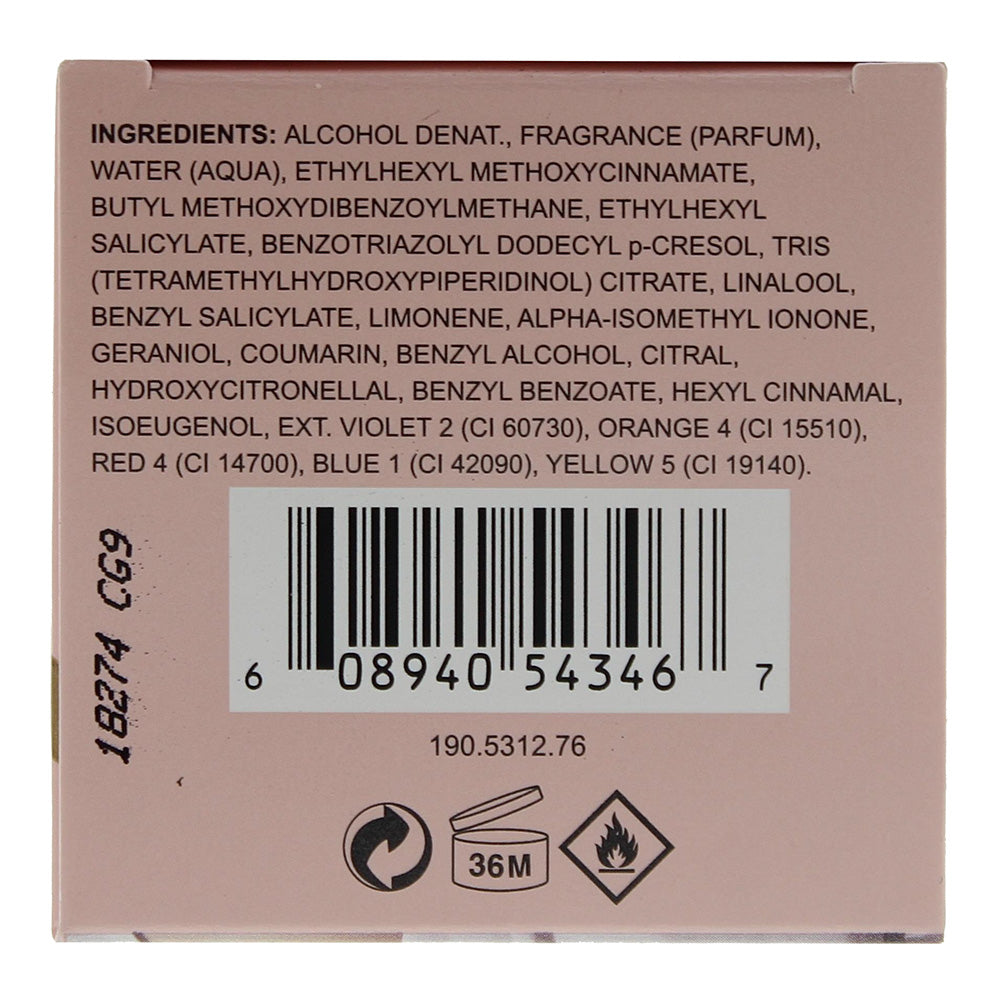 INGREDIENTS: ALCOHOL DENAT., FRAGRANCE (PARFUM),
WATER (AQUA), ETHYLHEXYL METHOXYCINNAMATE,
BUTYL METHOXYDIBENZOYLMETHANE, ETHYLHEXYL
SALICYLATE, BENZOTRIAZOLYL DODECYL p-CRESOL, TRIS
(TETRAMETHYLHYDROXYPIPERIDINOL) CITRATE, LINALOOL,
BENZYL SALICYLATE, LIMONENE, ALPHA-ISOMETHYL IONONE,
GERANIOL, COUMARIN, BENZYL ALCOHOL, CITRAL,
HYDROXYCITRONELLAL, BENZYL BENZOATE, HEXYL CINNAMAL,
ISOEUGENOL, EXT. VIOLET 2 (CI 60730), ORANGE 4 (CI 15510),
RED 4 (CI 14700), BLUE 1 (CI 42090), YELLOW 5 (CI 19140).
18274 CG9
6 08940 54346 7
190.5312.76
36M